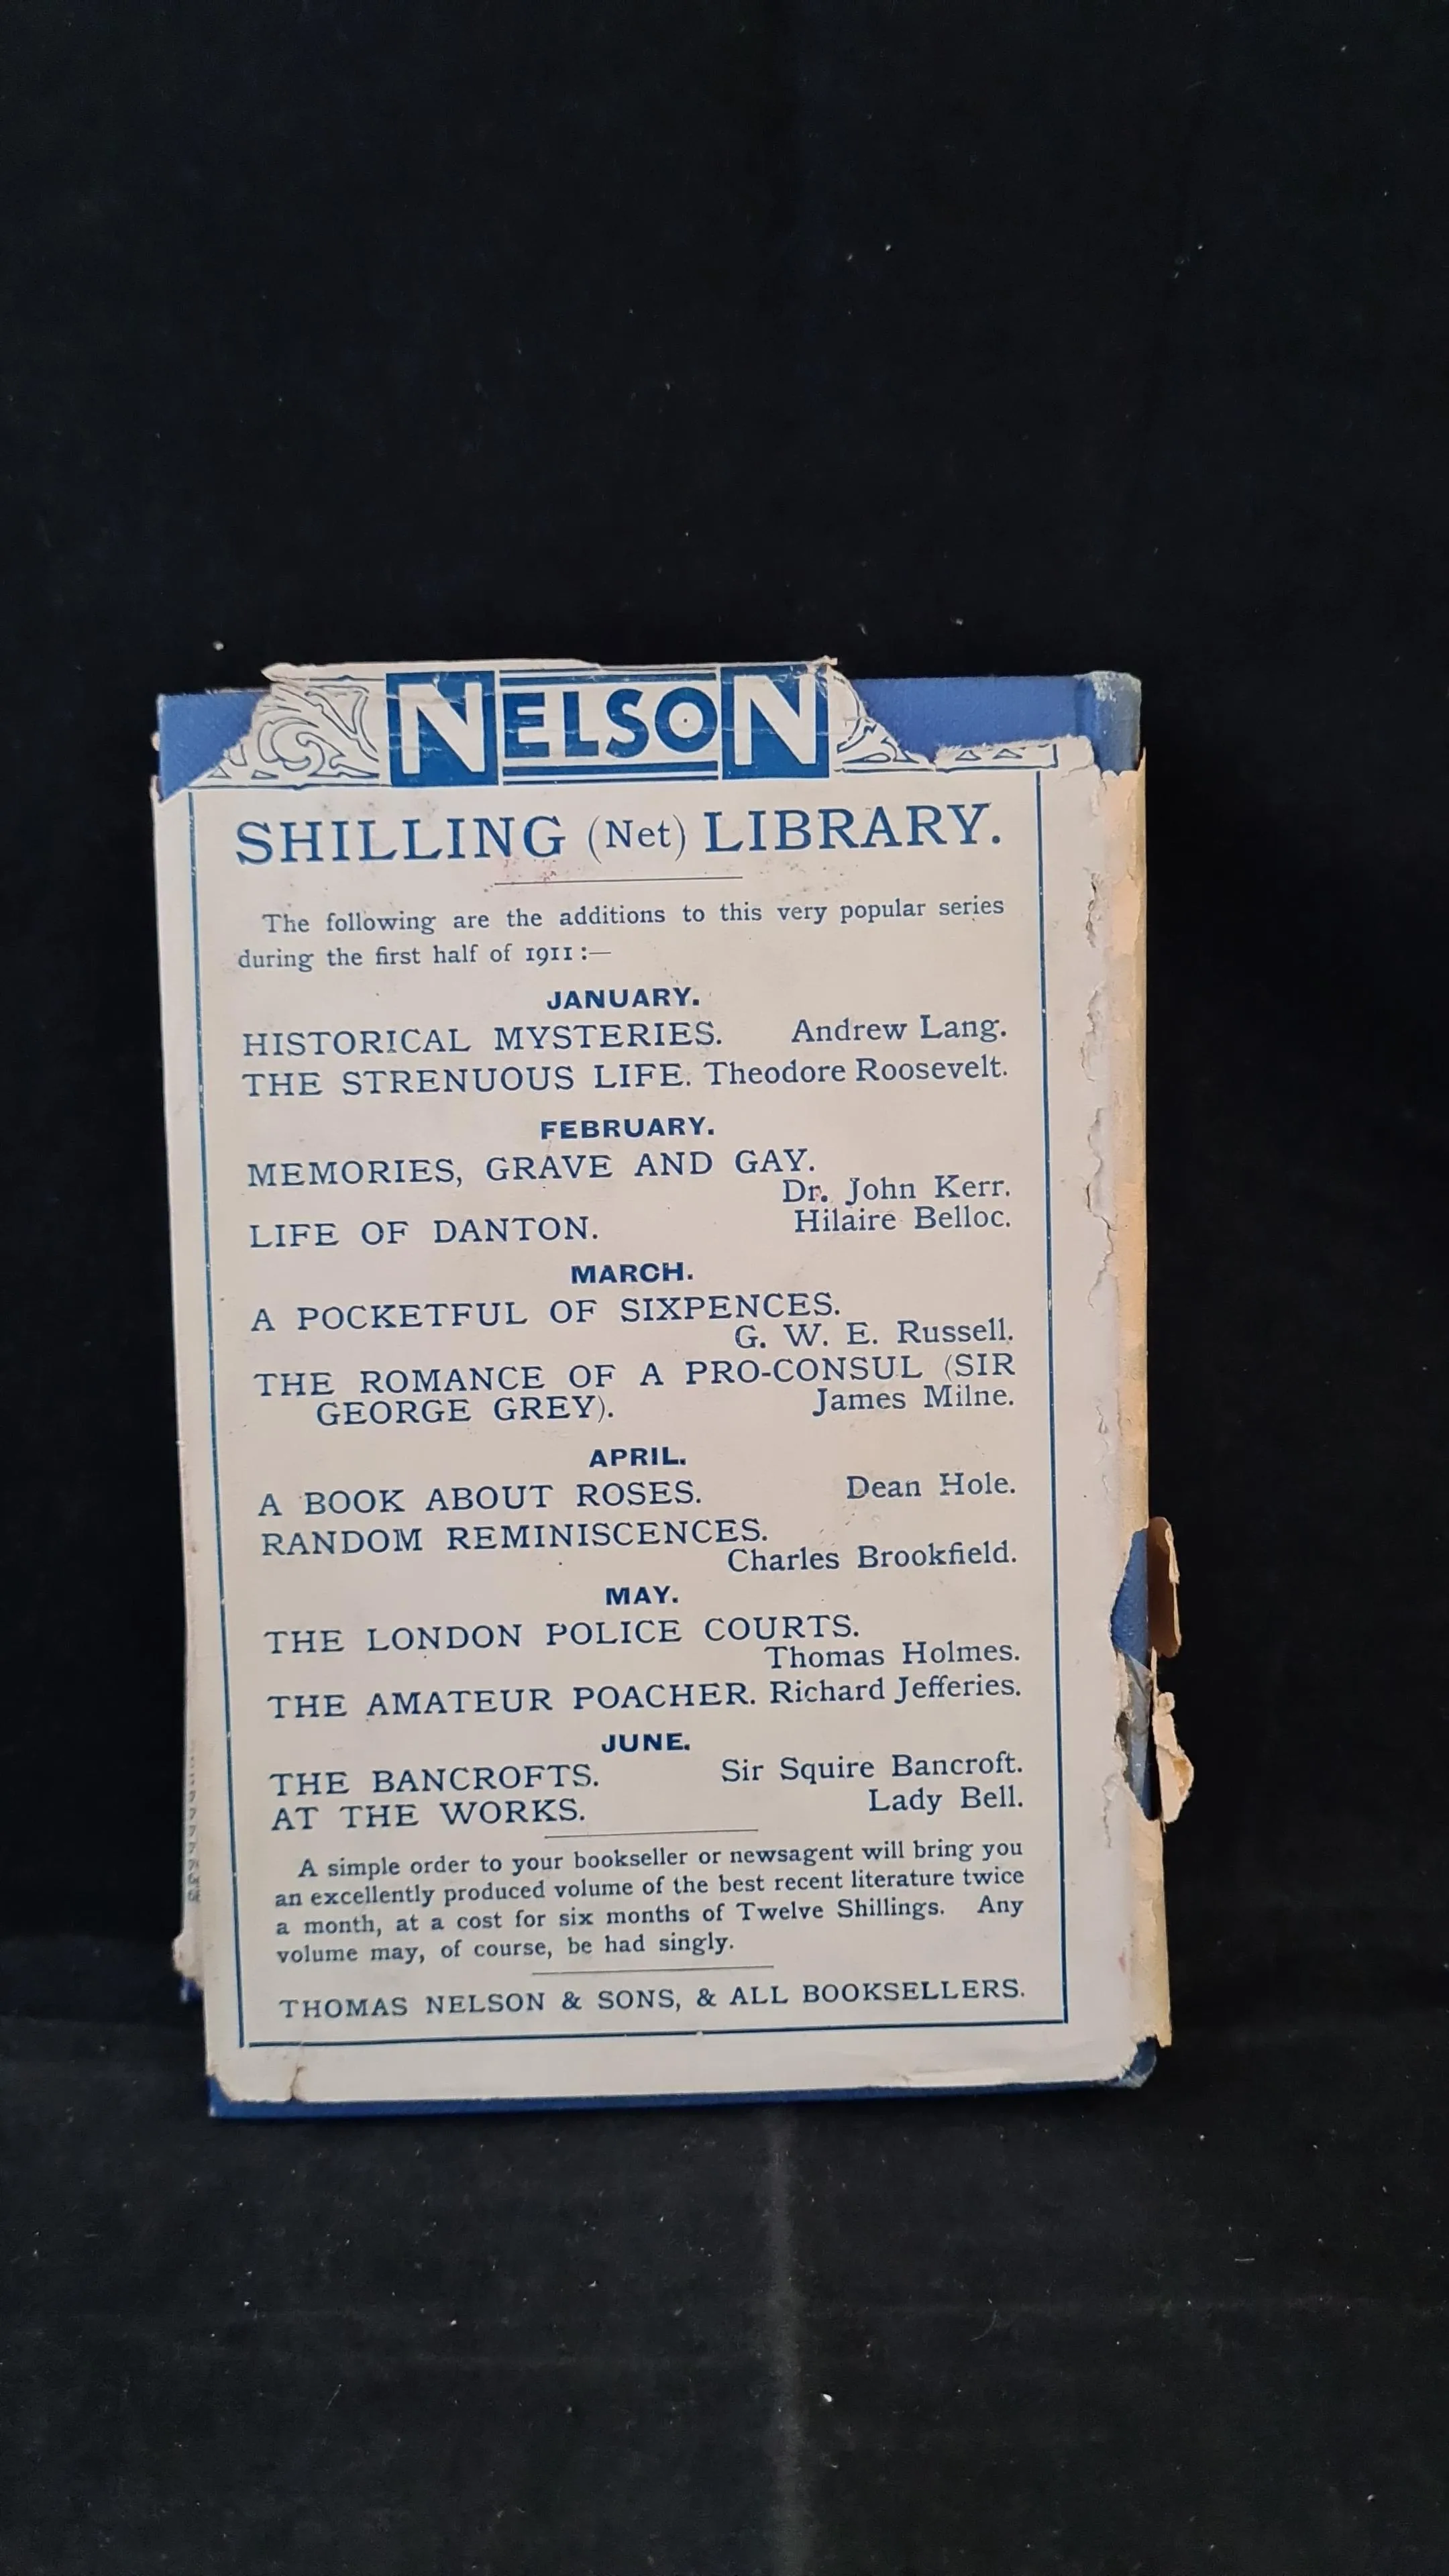 NELSON
SHILLING (Net) LIBRARY.
The following are the additions to this very popular series
during the first half of 1911:—
JANUARY.
HISTORICAL MYSTERIES. Andrew Lang.
THE STRENUOUS LIFE. Theodore Roosevelt.
FEBRUARY.
MEMORIES, GRAVE AND GAY.
Dr. John Kerr.
LIFE OF DANTON. Hilaire Belloc.
MARCH.
A POCKETFUL OF SIXPENCES.
G. W. E. Russell.
THE ROMANCE OF A PRO-CONSUL (SIR
GEORGE GREY). James Milne.
APRIL.
A BOOK ABOUT ROSES. Dean Hole.
RANDOM REMINISCENCES.
Charles Brookfield.
MAY.
THE LONDON POLICE COURTS.
Thomas Holmes.
THE AMATEUR POACHER. Richard Jefferies.
JUNE.
THE BANCROFTS. Sir Squire Bancroft.
AT THE WORKS. Lady Bell.
A simple order to your bookseller or newsagent will bring you
an excellently produced volume of the best recent literature twice
a month, at a cost for six months of Twelve Shillings. Any
volume may, of course, be had singly.
THOMAS NELSON & SONS, & ALL BOOKSELLERS.